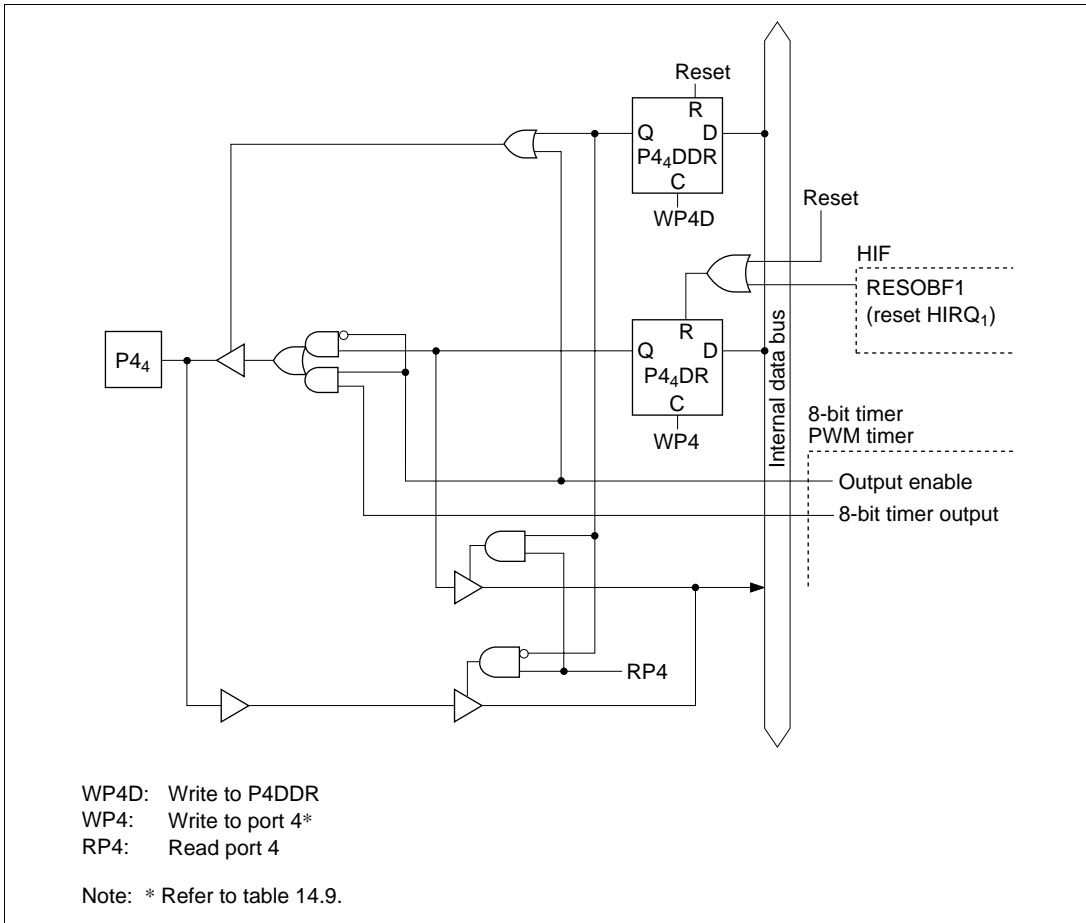 Reset
R
Q D
P4₄DDR
C
WP4D
Reset
HIF
RESOBF1
(reset HIRQ₁)
R
Q D
P4₄DR
C
WP4
P4₄
Internal data bus
8-bit timer
PWM timer
Output enable
8-bit timer output
RP4
WP4D: Write to P4DDR
WP4: Write to port 4*
RP4: Read port 4
Note: * Refer to table 14.9.